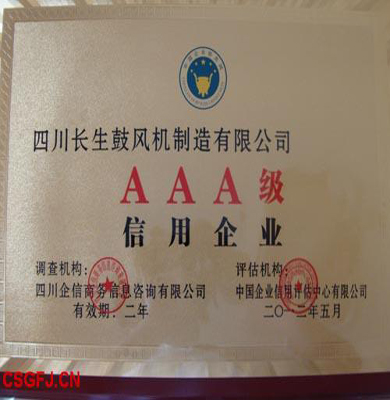 四川长生鼓风机制造有限公司
AAA级
信用企业
调查机构：
四川企信商务信息咨询有限公司
有效期：二年
评估机构：
中国企业信用评估中心有限公司
二〇一二年五月
CSGFJ.CN